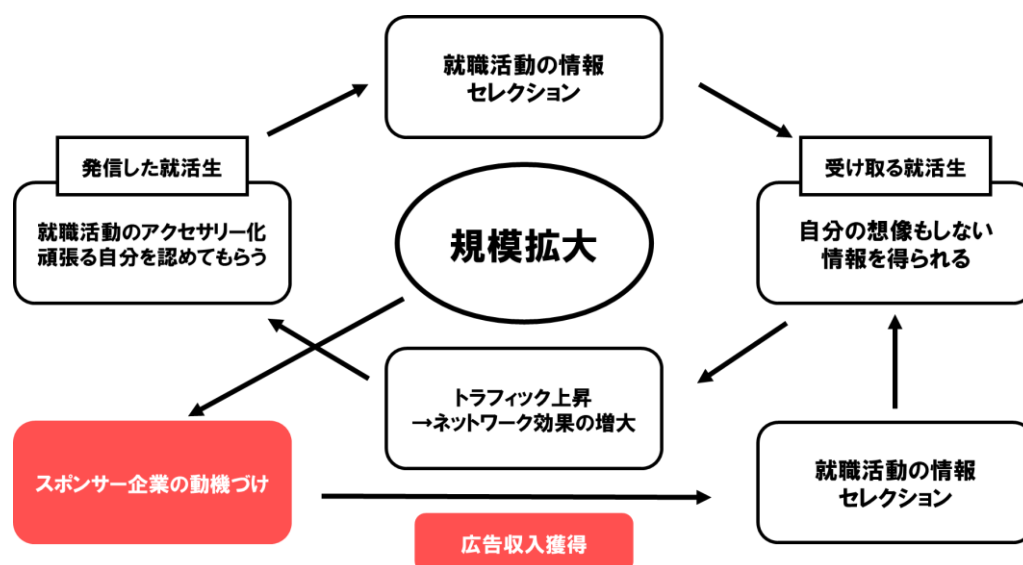 就職活動の情報
セレクション
発信した就活生
就職活動のアクセサリー化
頑張る自分を認めてもらう
受け取る就活生
自分の想像もしない
情報を得られる
規模拡大
トラフィック上昇
→ネットワーク効果の増大
スポンサー企業の動機づけ
就職活動の情報
セレクション
広告収入獲得